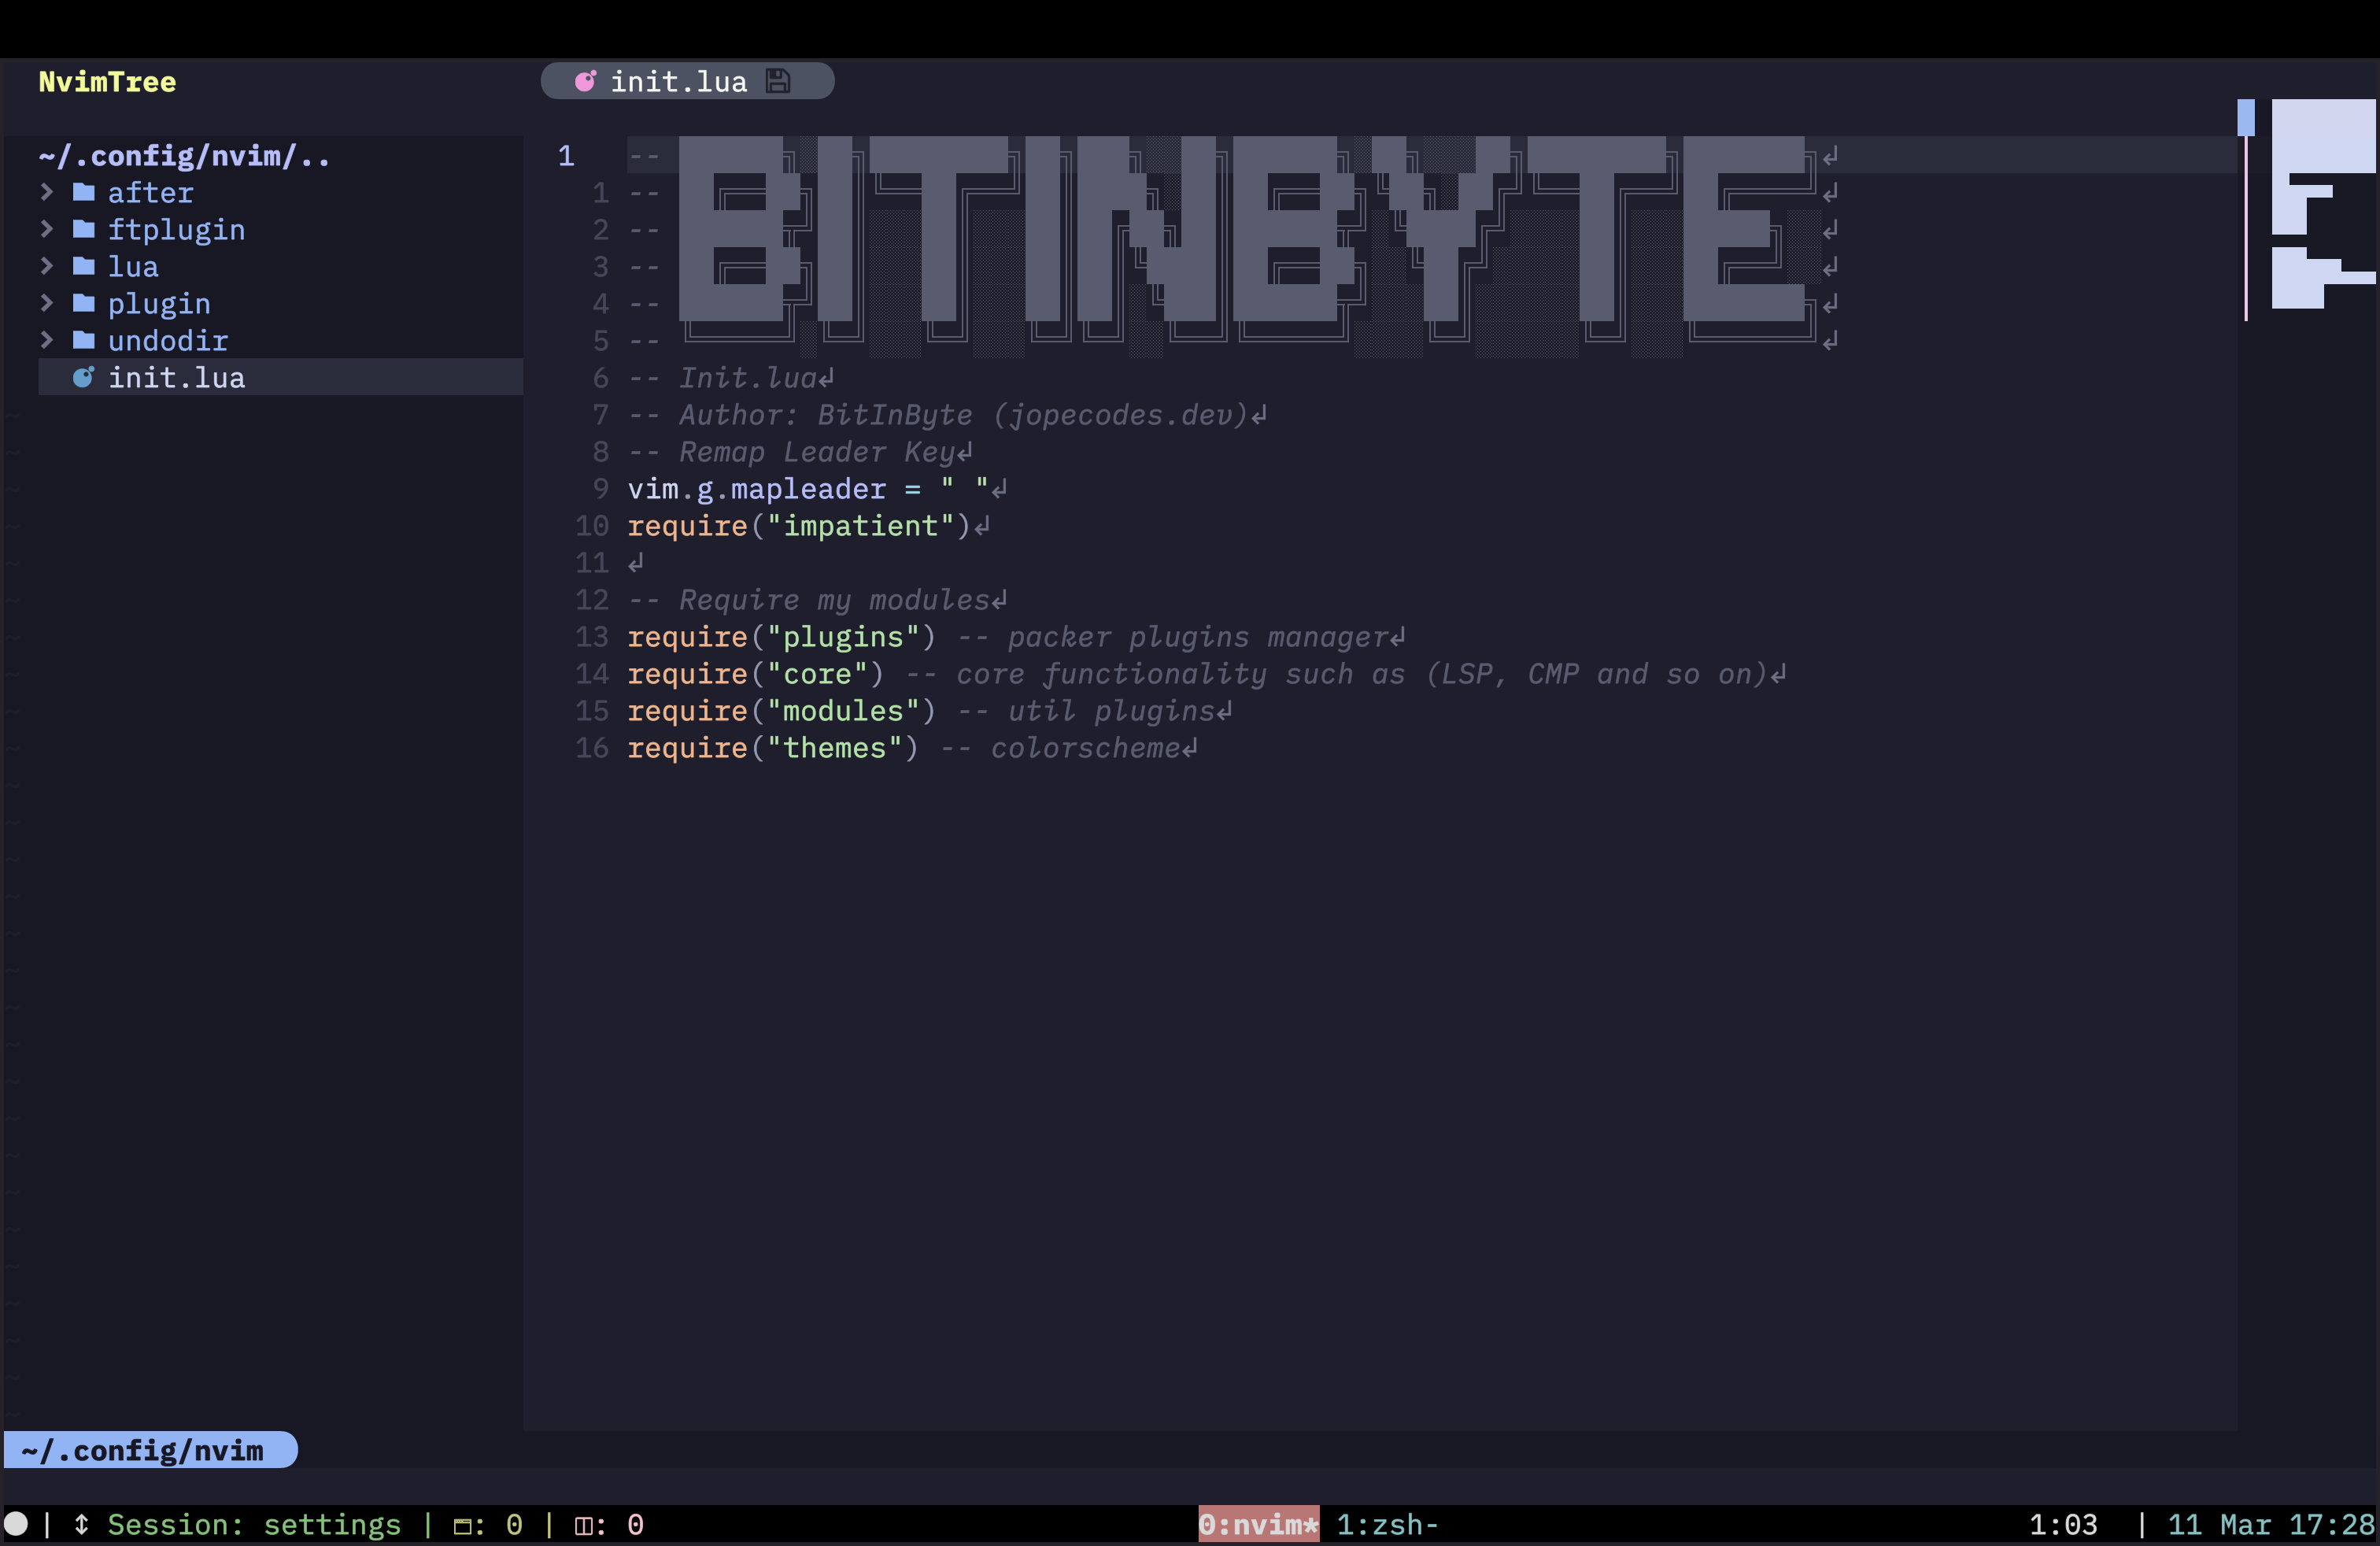 NvimTree
init.lua
~/.config/nvim/..
after
ftplugin
lua
plugin
undodir
init.lua
1 -- BITINBYTE
1 --
2 --
3 --
4 --
5 --
6 -- Init.lua
7 -- Author: BitInByte (jopecodes.dev)
8 -- Remap Leader Key
9 vim.g.mapleader = " "
10 require("impatient")
11
12 -- Require my modules
13 require("plugins") -- packer plugins manager
14 require("core") -- core functionality such as (LSP, CMP and so on)
15 require("modules") -- util plugins
16 require("themes") -- colorscheme
~/.config/nvim
| ↕ Session: settings | : 0 | : 0
0:nvim* 1:zsh-
1:03 | 11 Mar 17:28